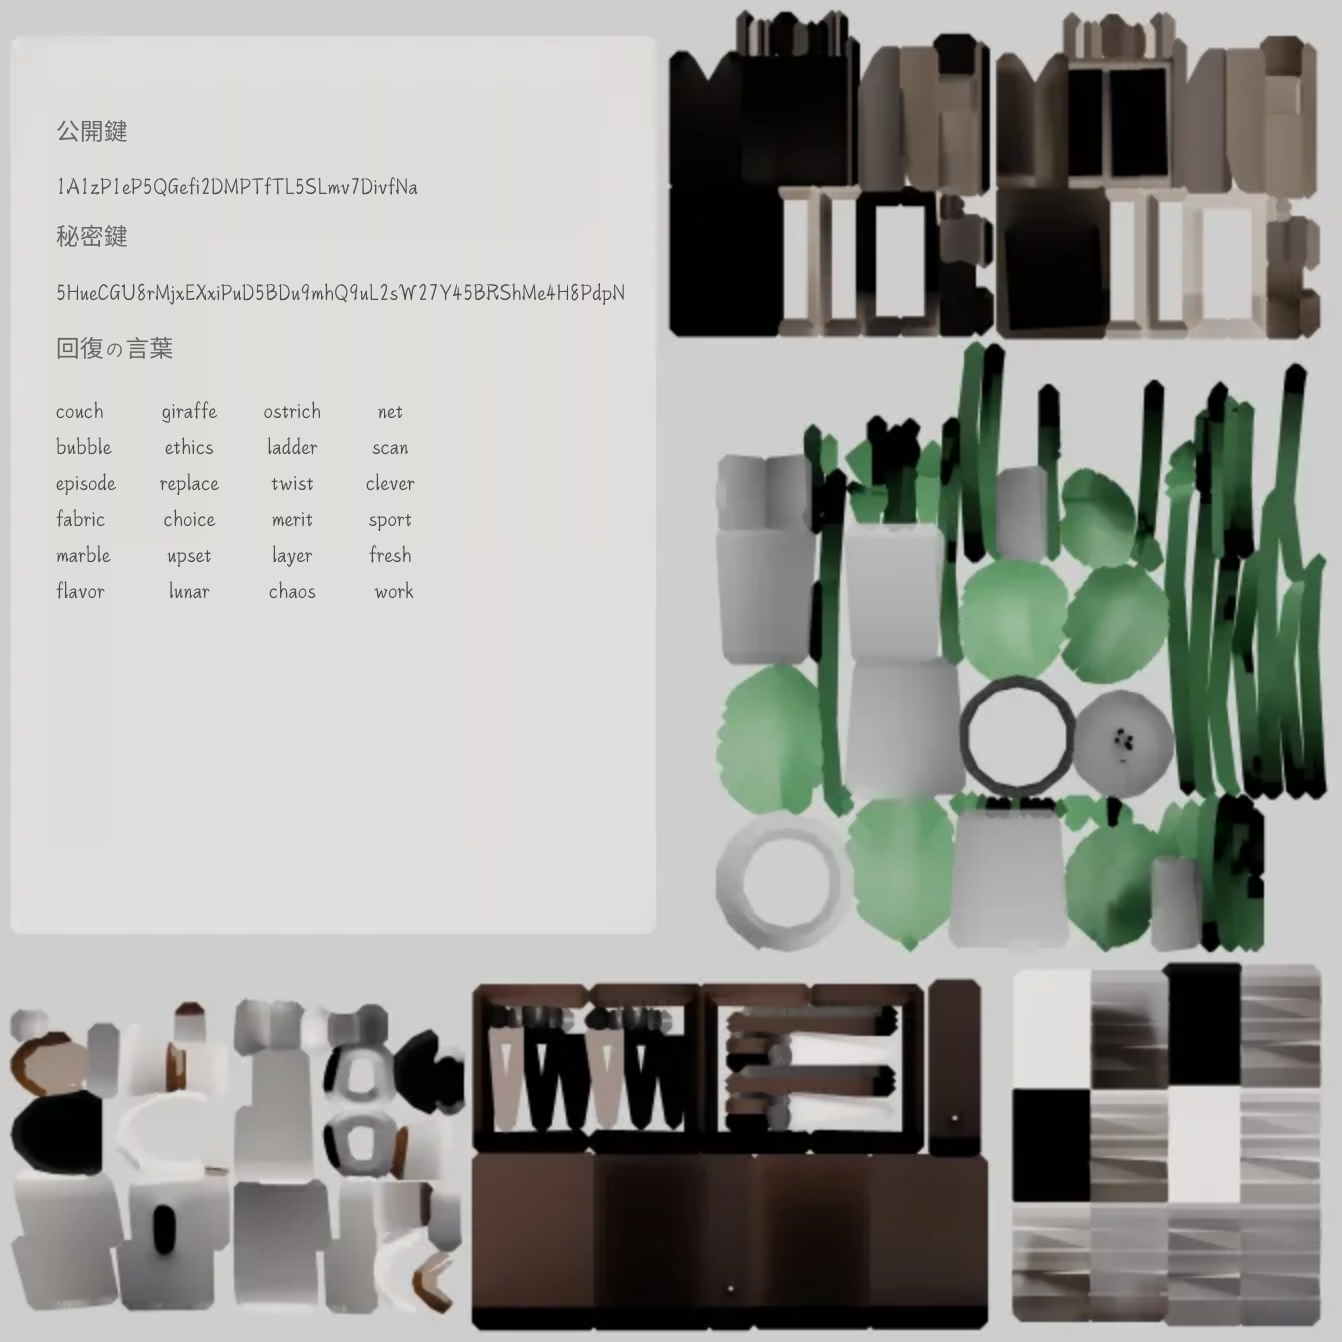 公開鍵
1A1zP1eP5QGefi2DMPTfTL5SLmv7DivfNa
秘密鍵
5HueCGU8rMjxEXxiPuD5BDu9mhQ9uL2sW27Y45BRShMe4H8PdpN
回復の言葉
couch giraffe ostrich net
bubble ethics ladder scan
episode replace twist clever
fabric choice merit sport
marble upset layer fresh
flavor lunar chaos work